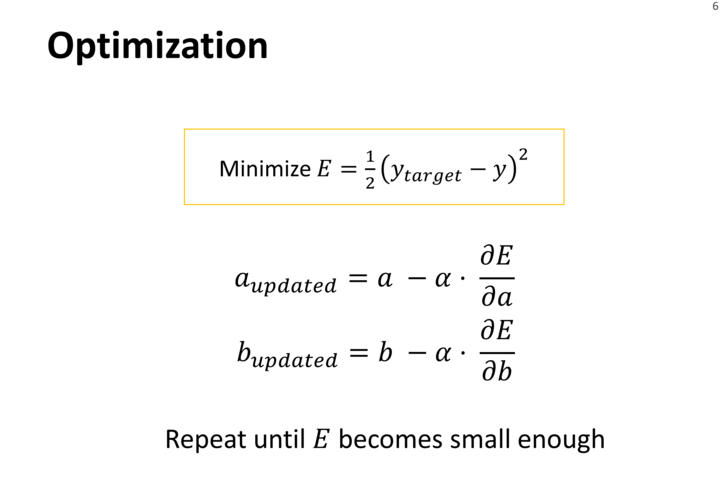 6
Optimization
Minimize E = ½(y_target − y)²
a_updated = a − α · ∂E/∂a
b_updated = b − α · ∂E/∂b
Repeat until E becomes small enough